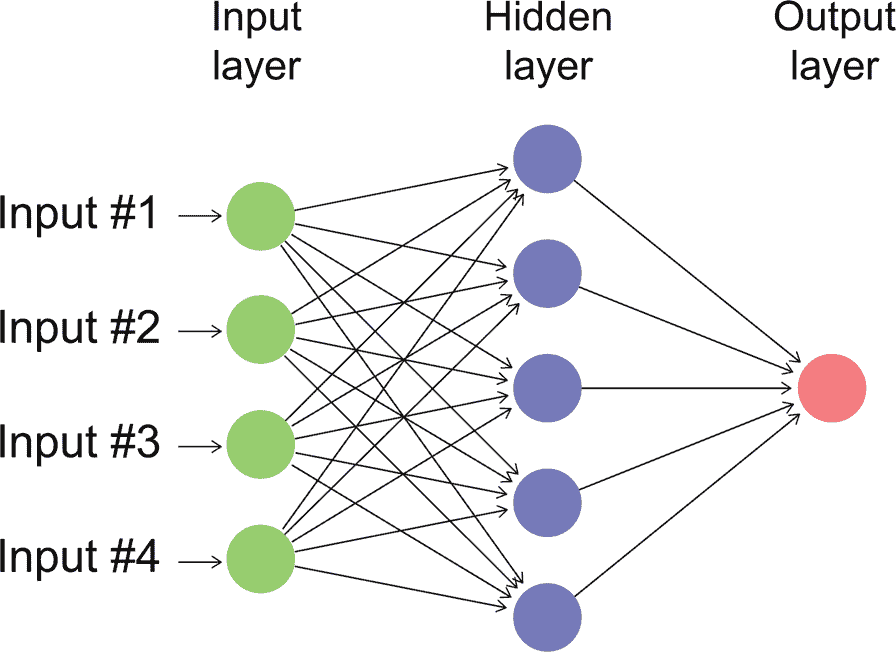 Input
layer
Hidden
layer
Output
layer
Input #1
Input #2
Input #3
Input #4